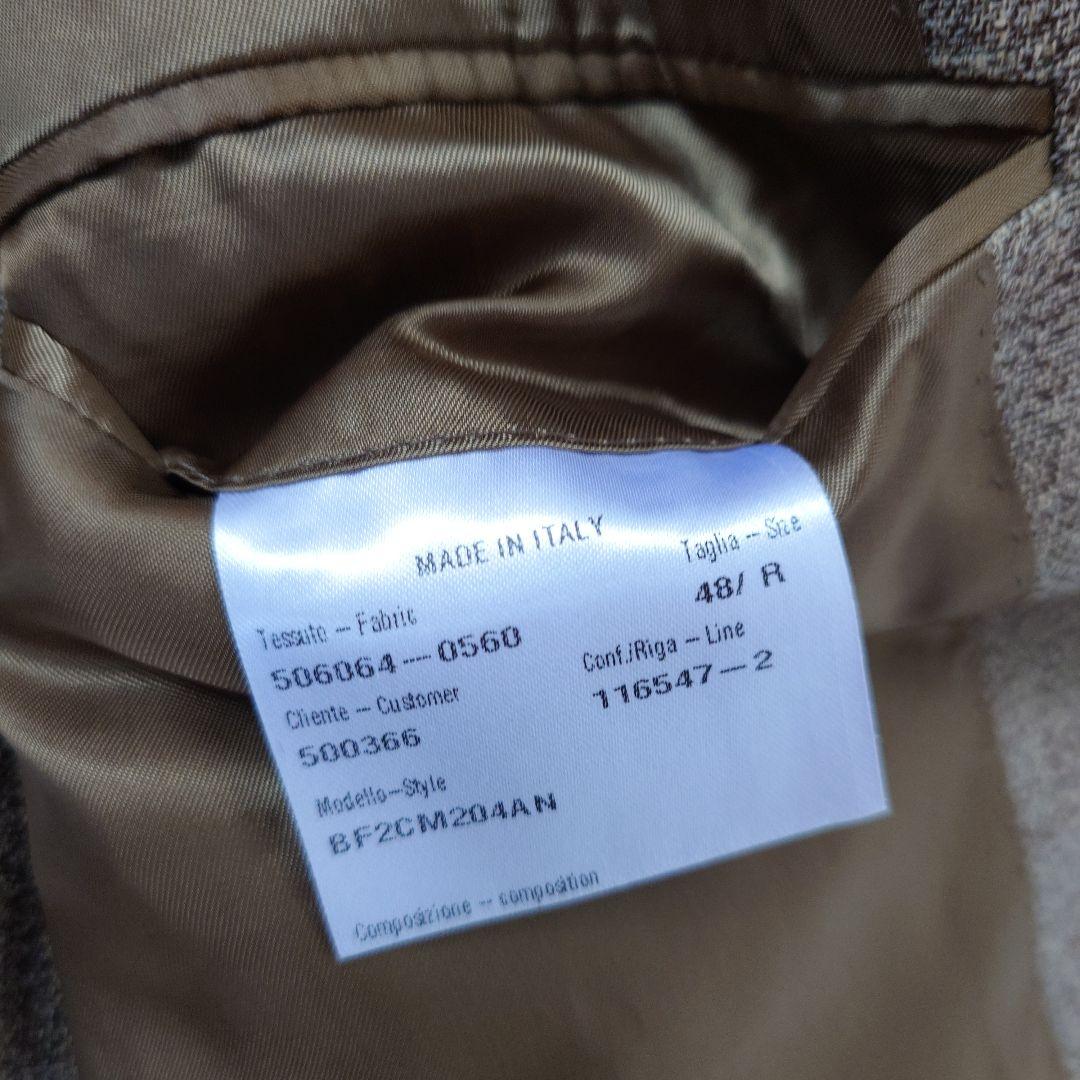 MADE IN ITALY
Taglia – Size
48/ R
Tessuto – Fabric
506064–0560
Conf./Riga – Line
116547–2
Cliente – Customer
500366
Modello–Style
BF2CM204AN
Composizione -- composition